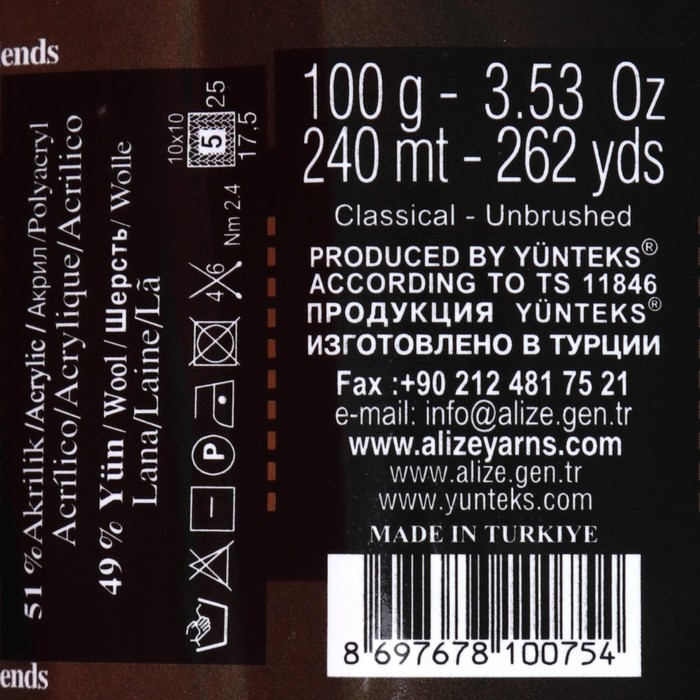 ends
51 %Akrilik/Acrylic/Акрил/Polyacryl
Acrílico/Acrylique/Acrilico
49 % Yün/Wool/Шерсть/Wolle
Lana/Laine/Lã
10x10
5
25
17,5
Nm 2.4
4 6
P
100 g - 3.53 Oz
240 mt - 262 yds
Classical - Unbrushed
PRODUCED BY YÜNTEKS®
ACCORDING TO TS 11846
ПРОДУКЦИЯ YÜNTEKS®
ИЗГОТОВЛЕНО В ТУРЦИИ
Fax :+90 212 481 75 21
e-mail: info@alize.gen.tr
www.alizeyarns.com
www.alize.gen.tr
www.yunteks.com
MADE IN TURKIYE
8 697678 100754
ends